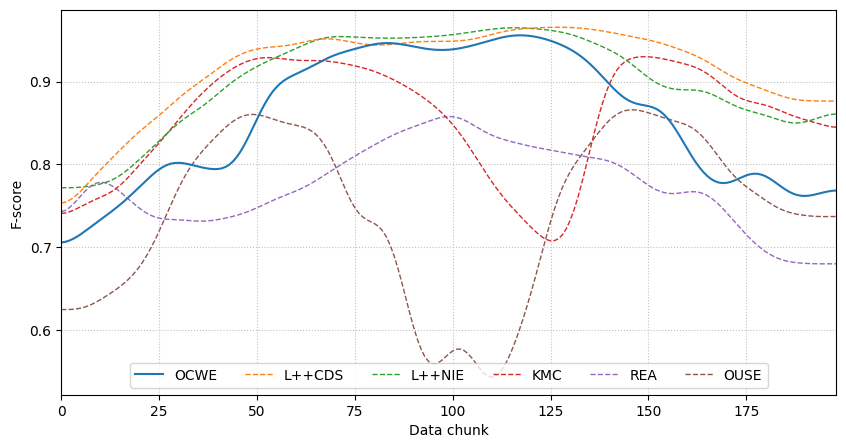 F-score
0.9
0.8
0.7
0.6
OCWE L++CDS L++NIE KMC REA OUSE
0 25 50 75 100 125 150 175
Data chunk